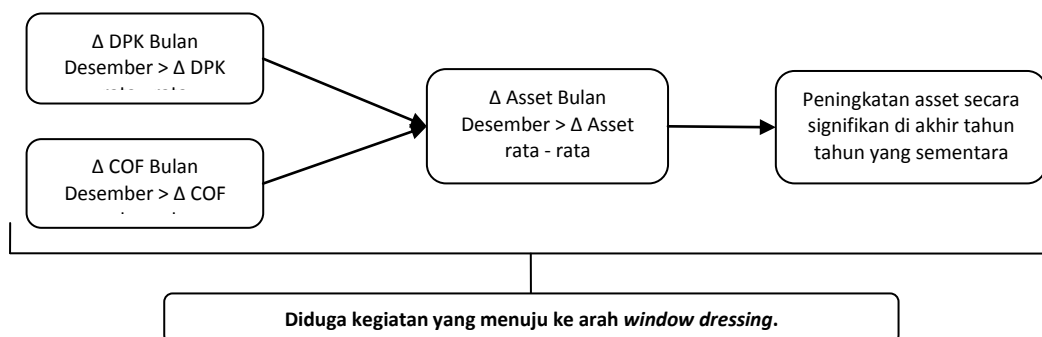 Δ DPK Bulan
Desember > Δ DPK
Δ COF Bulan
Desember > Δ COF
Δ Asset Bulan
Desember > Δ Asset
rata - rata
Peningkatan asset secara
signifikan di akhir tahun
tahun yang sementara
Diduga kegiatan yang menuju ke arah window dressing.